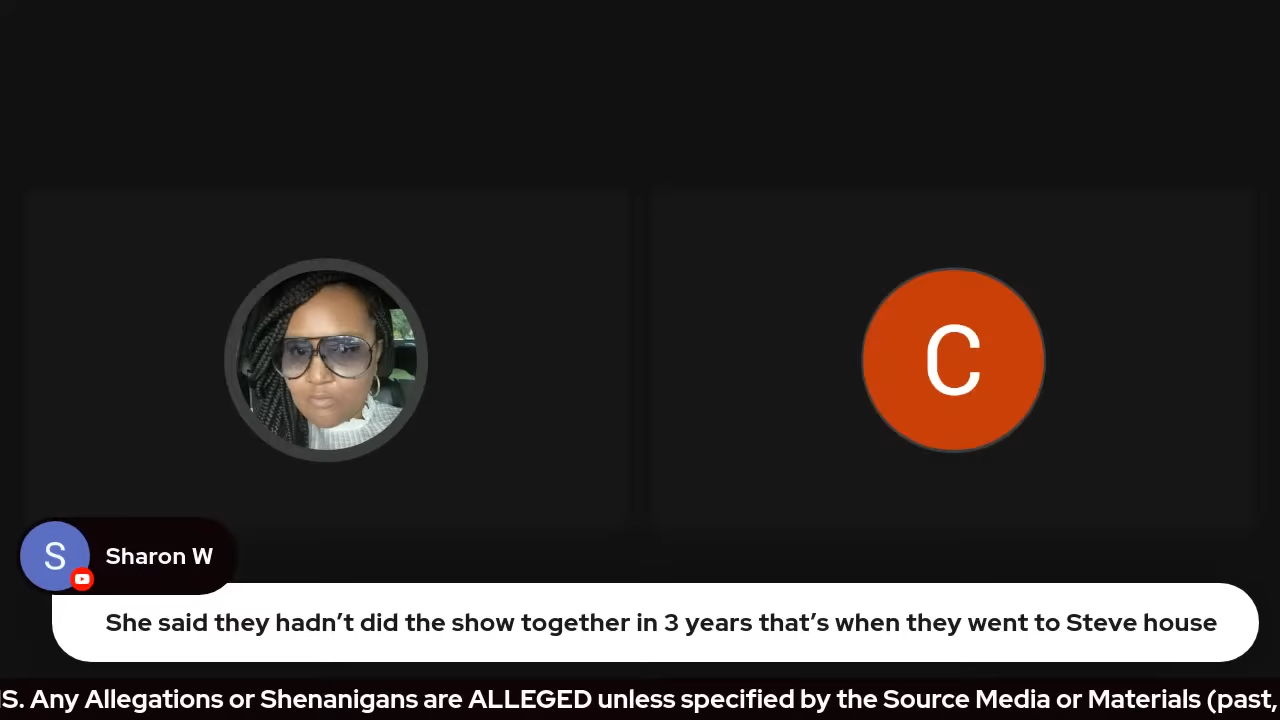 C
S
Sharon W
She said they hadn’t did the show together in 3 years that’s when they went to Steve house
. Any Allegations or Shenanigans are ALLEGED unless specified by the Source Media or Materials (past,